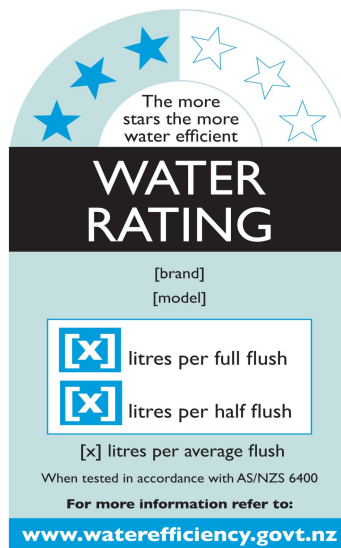 The more
stars the more
water efficient
WATER
RATING
[brand]
[model]
[x] litres per full flush
[x] litres per half flush
[x] litres per average flush
When tested in accordance with AS/NZS 6400
For more information refer to:
www.waterefficiency.govt.nz